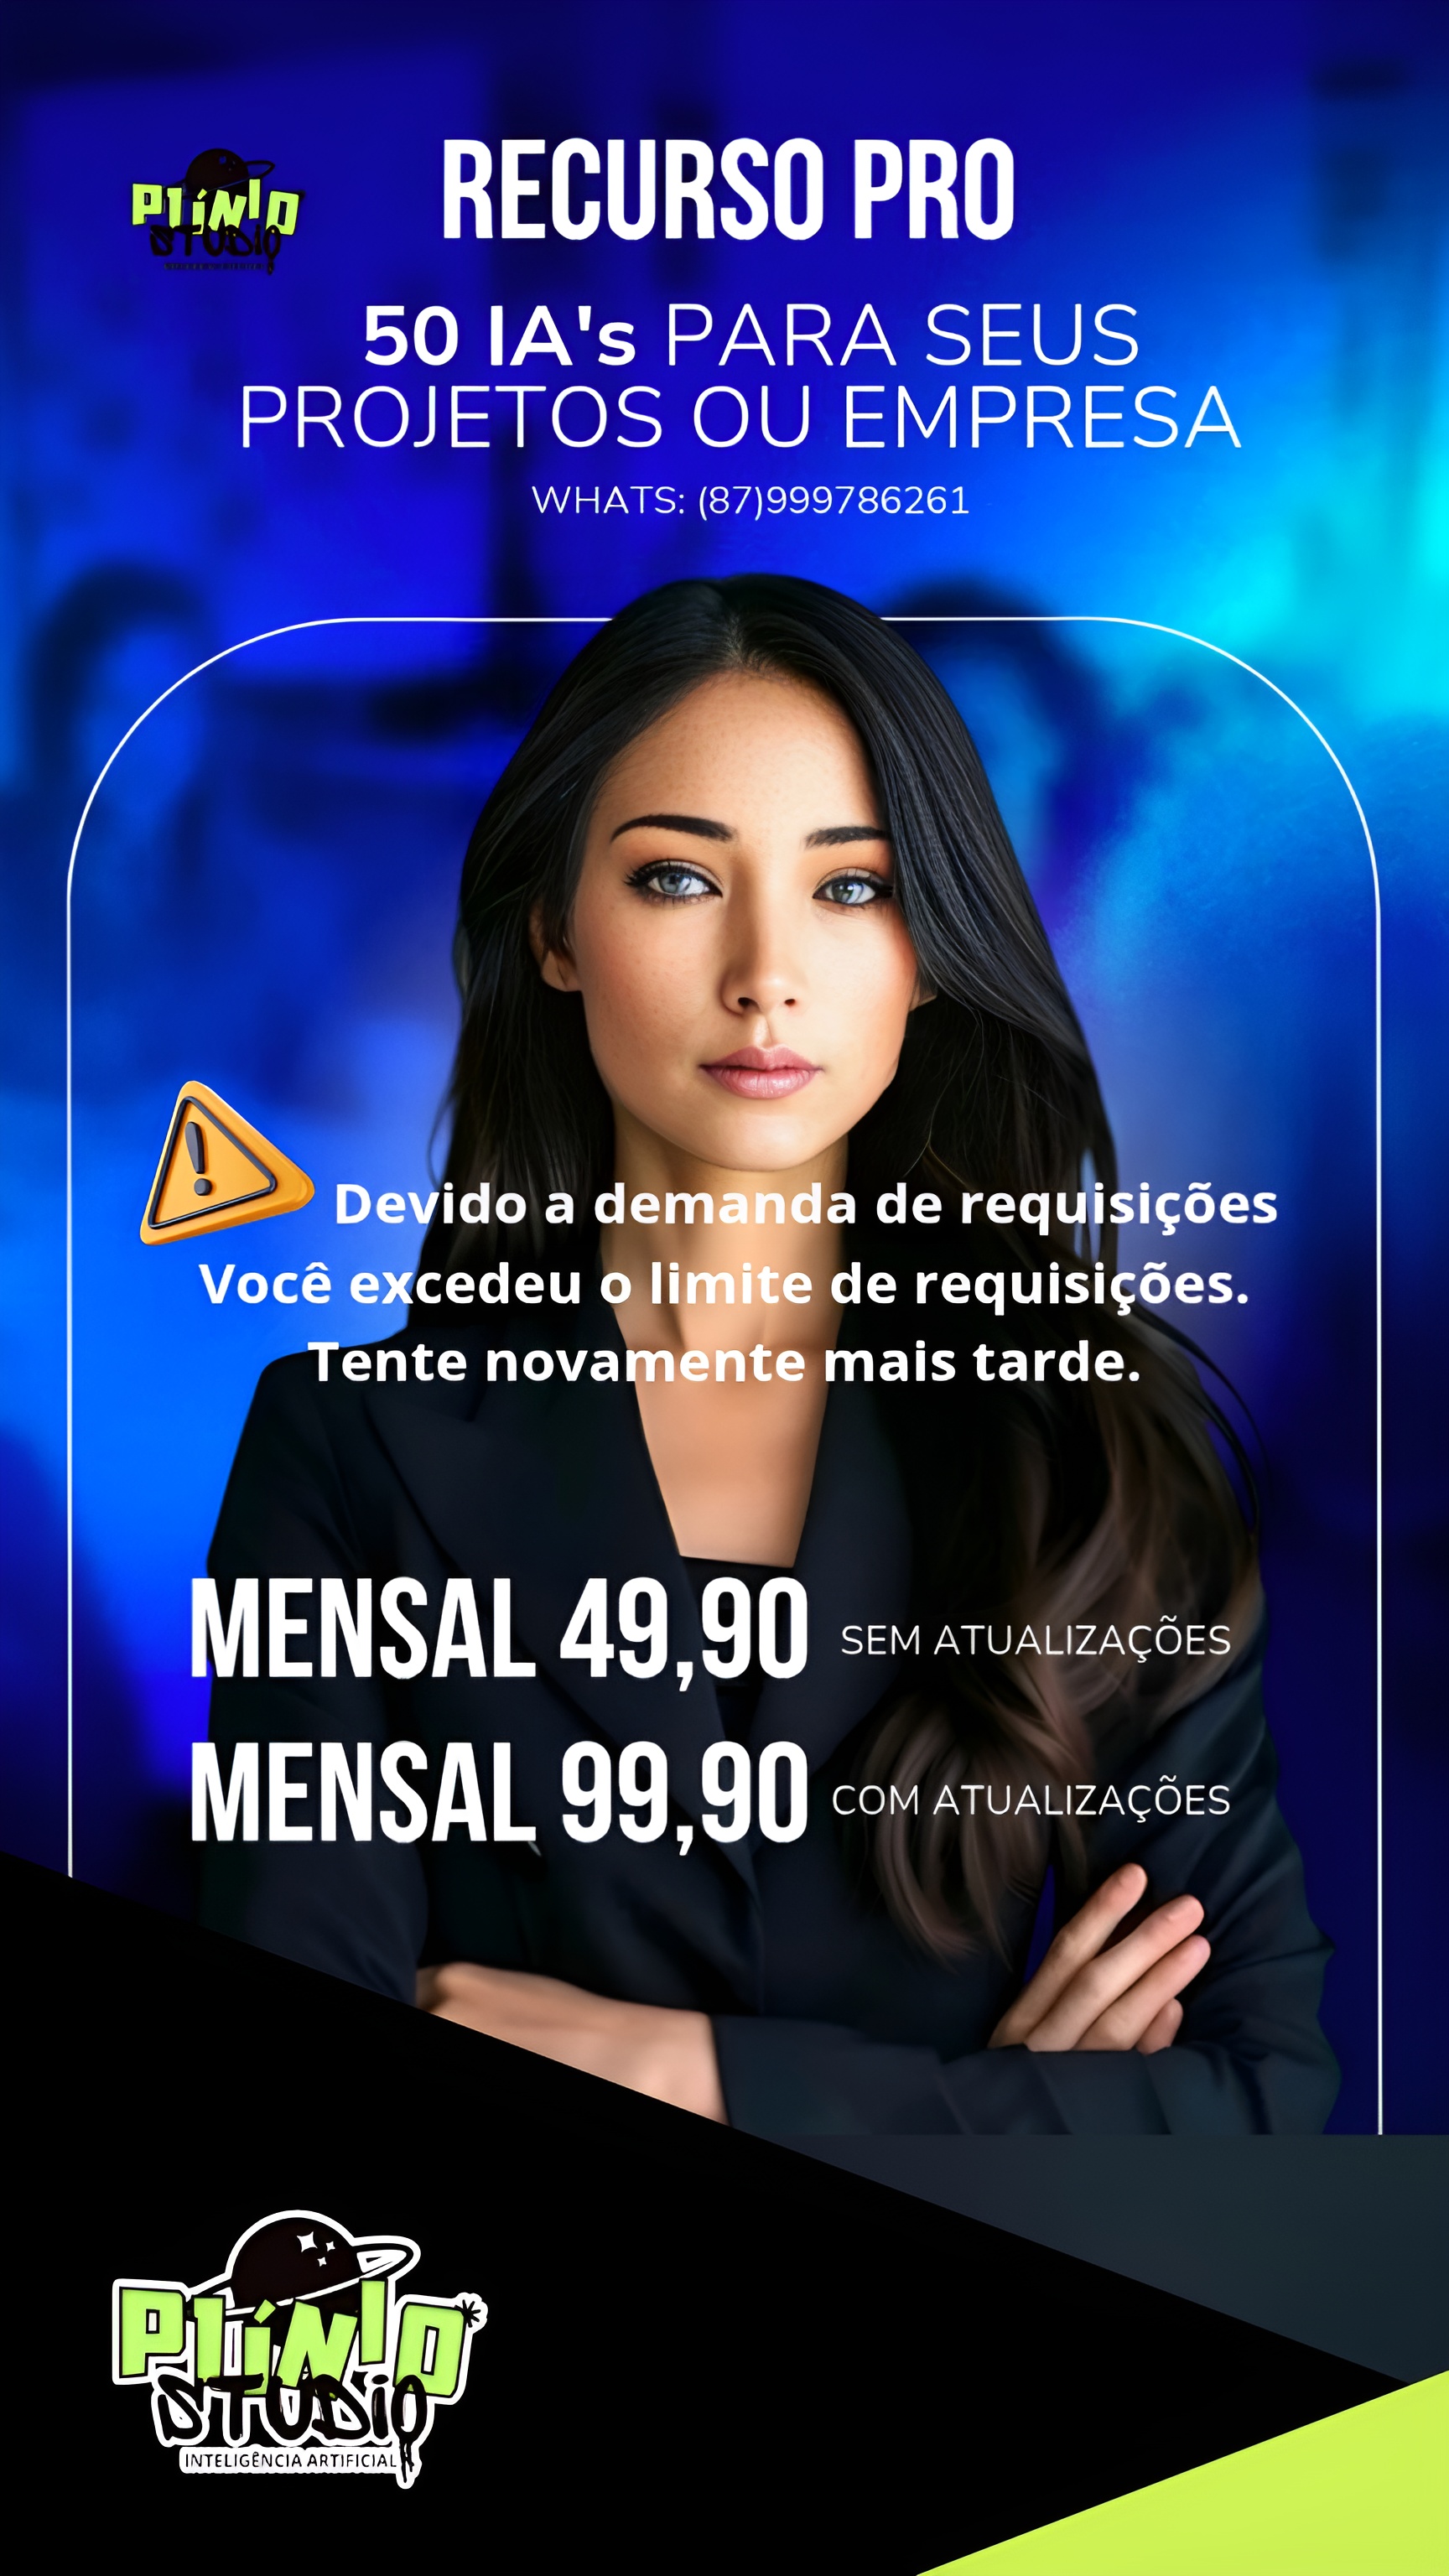 PLÍNIO
STUDIO
RECURSO PRO
50 IA's PARA SEUS
PROJETOS OU EMPRESA
WHATS: (87)999786261
Devido a demanda de requisições
Você excedeu o limite de requisições.
Tente novamente mais tarde.
MENSAL 49,90 SEM ATUALIZAÇÕES
MENSAL 99,90 COM ATUALIZAÇÕES
PLÍNIO
STUDIO
INTELIGÊNCIA ARTIFICIAL